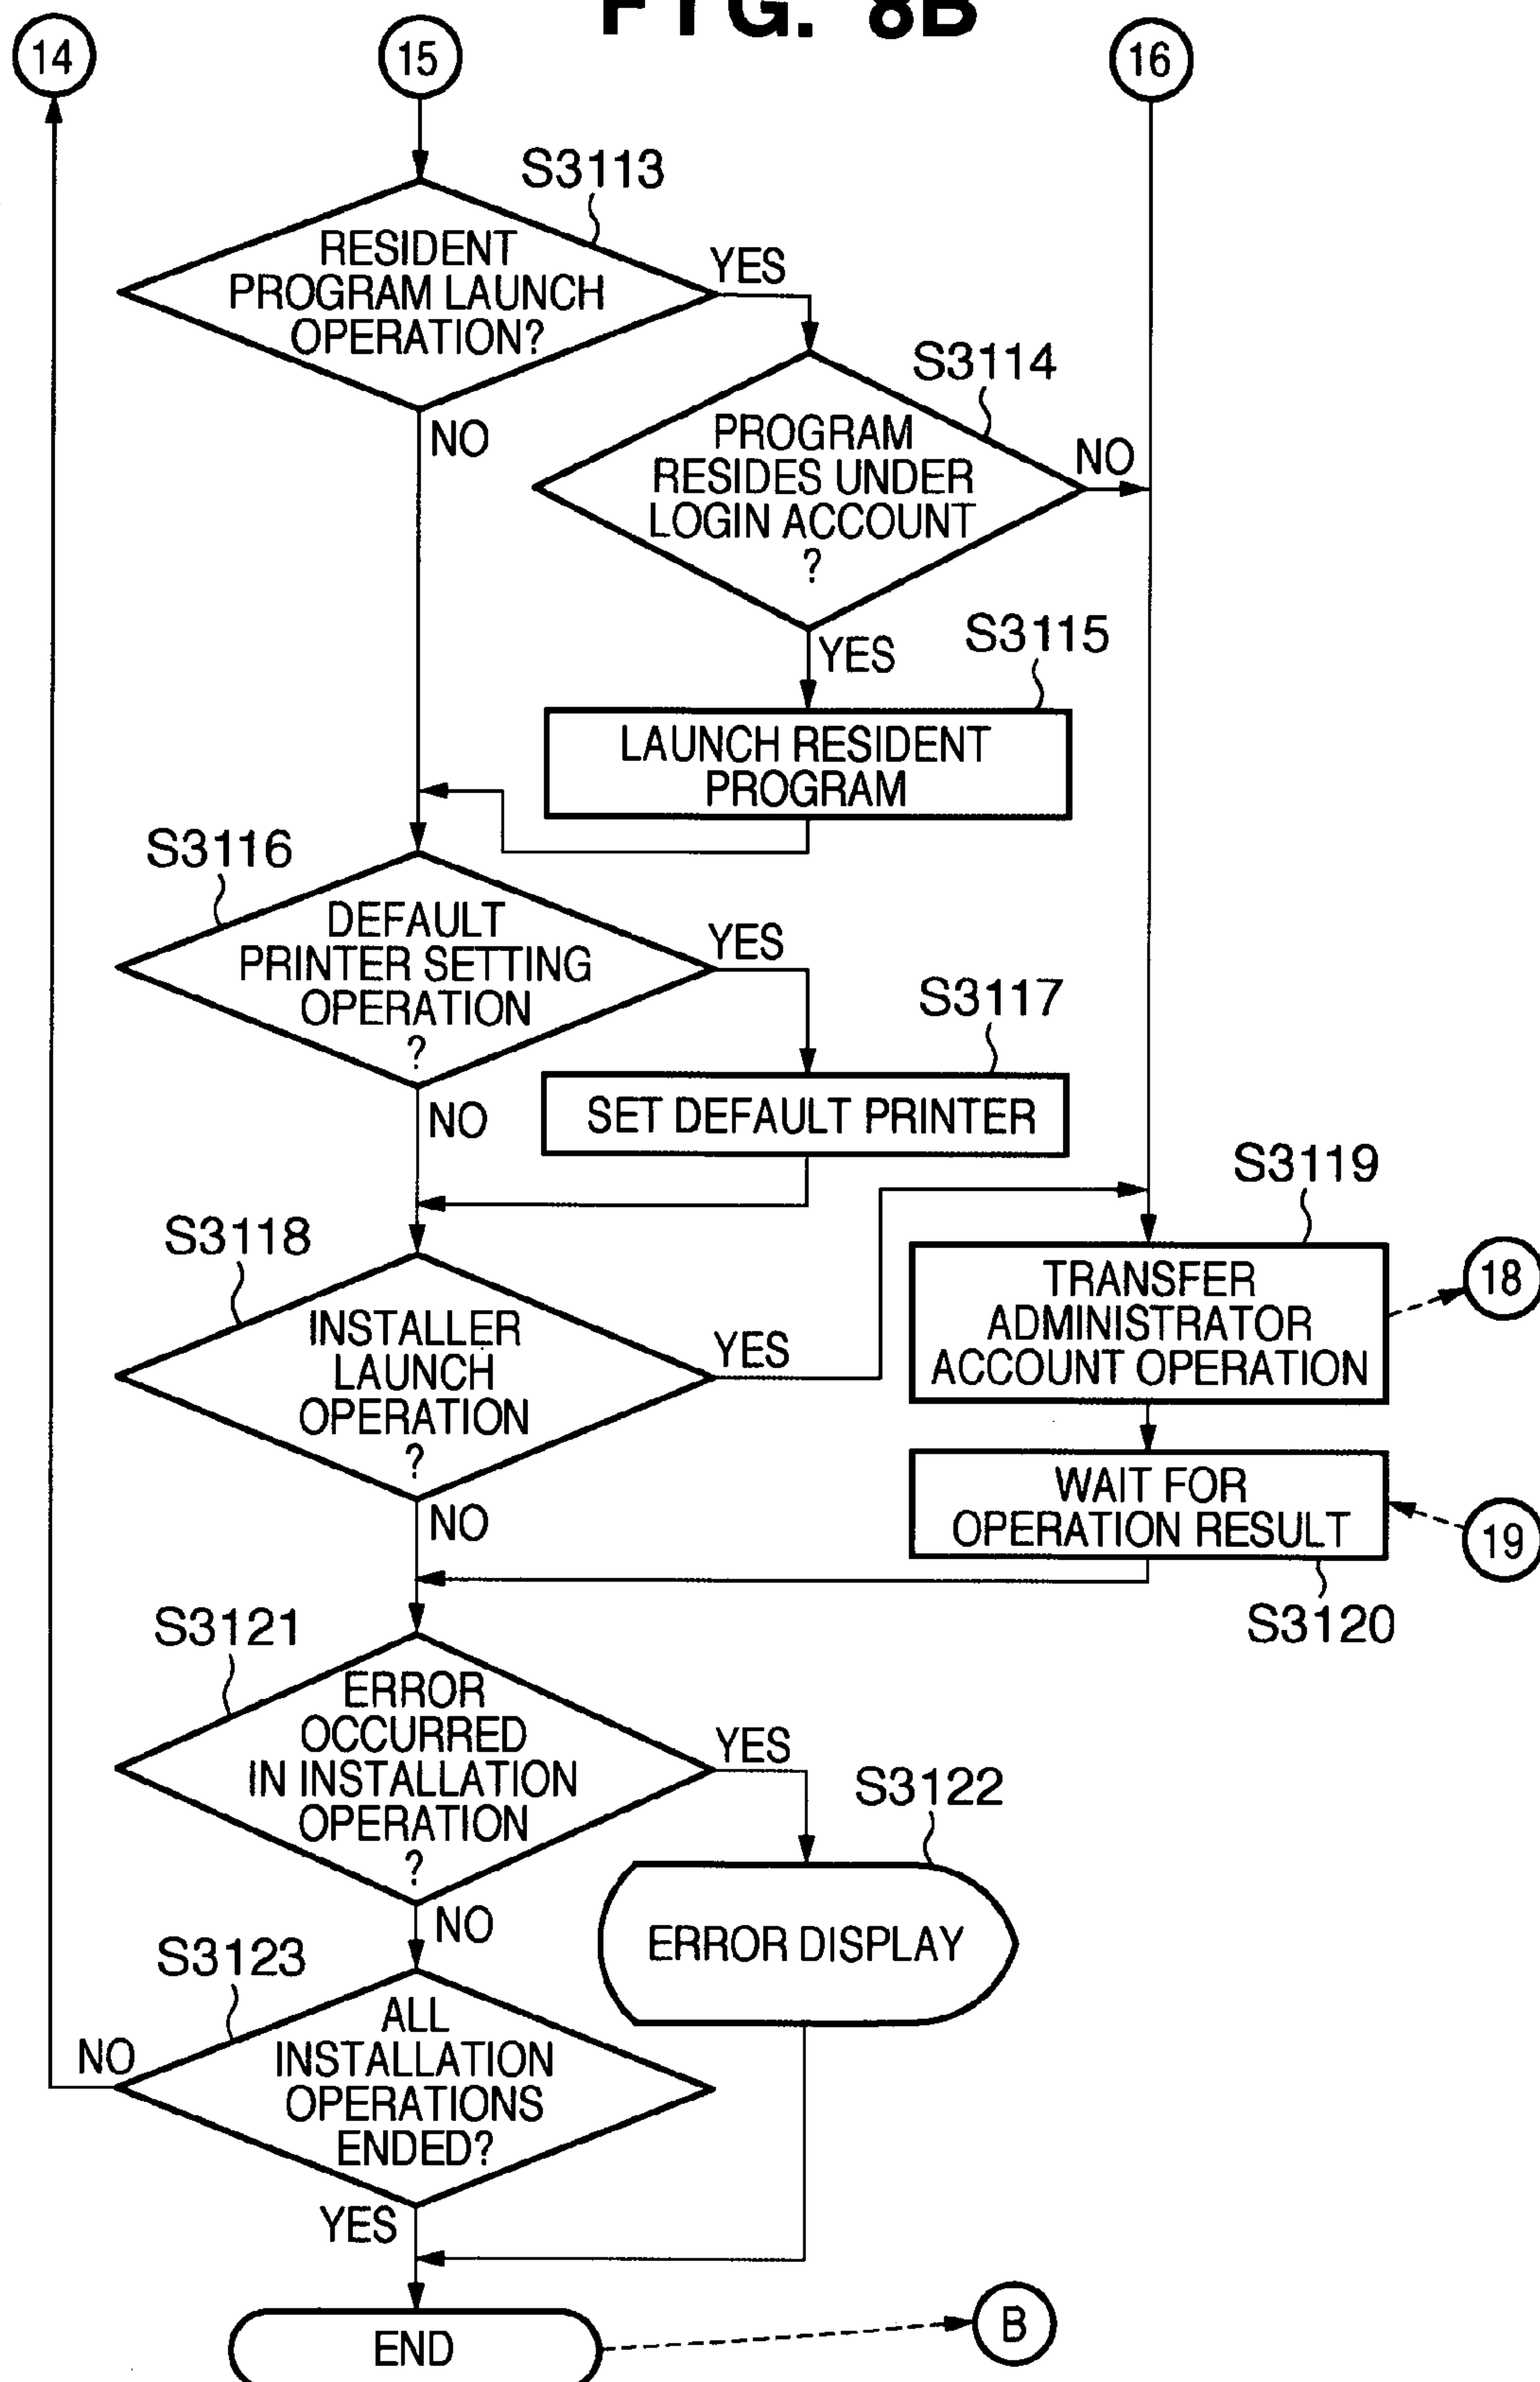 FIG. 8B
14
15
16
S3113
RESIDENT
PROGRAM LAUNCH
OPERATION?
YES
NO
S3114
PROGRAM
RESIDES UNDER
LOGIN ACCOUNT
?
NO
YES
S3115
LAUNCH RESIDENT
PROGRAM
S3116
DEFAULT
PRINTER SETTING
OPERATION
?
YES
NO
S3117
SET DEFAULT PRINTER
S3118
INSTALLER
LAUNCH
OPERATION
?
YES
NO
S3119
TRANSFER
ADMINISTRATOR
ACCOUNT OPERATION
18
WAIT FOR
OPERATION RESULT
19
S3120
S3121
ERROR
OCCURRED
IN INSTALLATION
OPERATION
?
YES
NO
S3122
ERROR DISPLAY
S3123
ALL
INSTALLATION
OPERATIONS
ENDED?
NO
YES
END
B